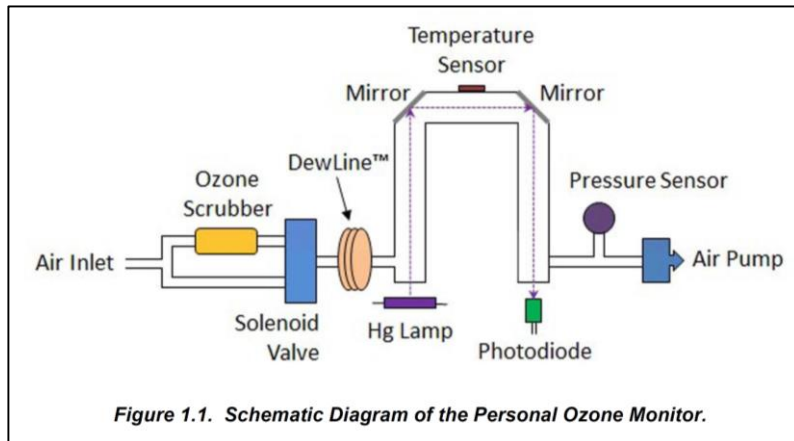 Temperature
Sensor
Mirror
Mirror
DewLine™
Ozone
Scrubber
Pressure Sensor
Air Inlet
Air Pump
Solenoid
Valve
Hg Lamp
Photodiode
Figure 1.1. Schematic Diagram of the Personal Ozone Monitor.